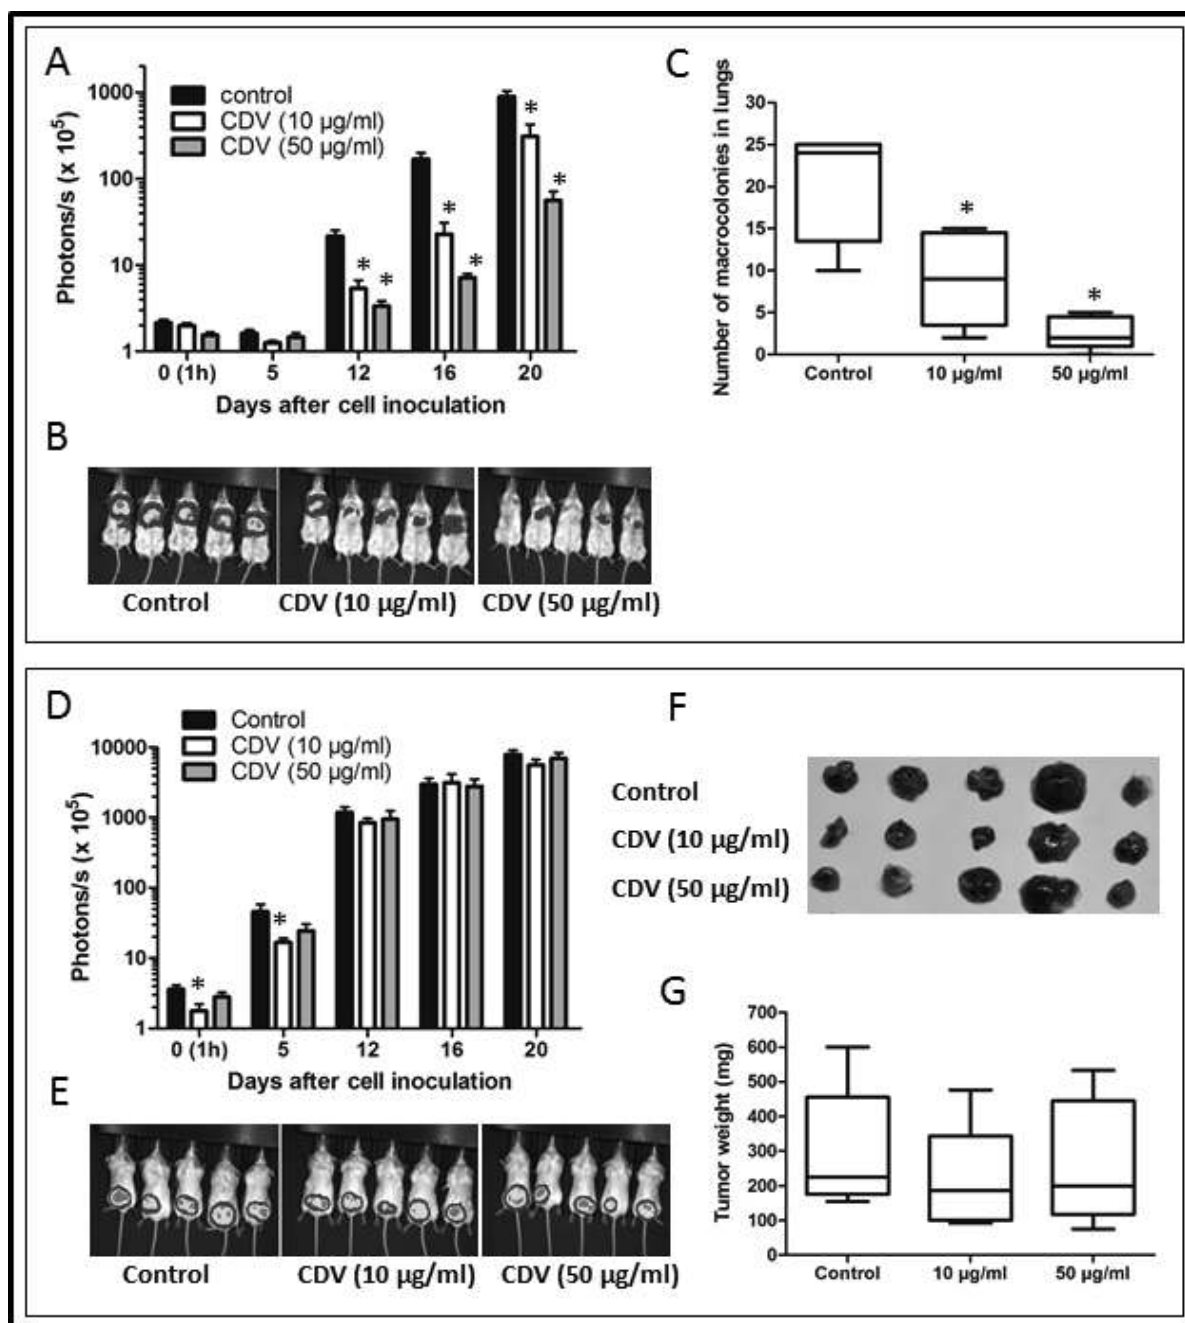 A
control
CDV (10 µg/ml)
CDV (50 µg/ml)
Photons/s (x 10⁵)
1000
100
10
1
* * * * * *
0 (1h) 5 12 16 20
Days after cell inoculation
B
Control CDV (10 µg/ml) CDV (50 µg/ml)
C
Number of macrocolonies in lungs
30
25
20
15
10
5
0
*
*
Control 10 µg/ml 50 µg/ml
D
Control
CDV (10 µg/ml)
CDV (50 µg/ml)
Photons/s (x 10⁵)
10000
1000
100
10
1
*
*
0 (1h) 5 12 16 20
Days after cell inoculation
E
Control CDV (10 µg/ml) CDV (50 µg/ml)
F
Control
CDV (10 µg/ml)
CDV (50 µg/ml)
G
Tumor weight (mg)
700
600
500
400
300
200
100
0
Control 10 µg/ml 50 µg/ml